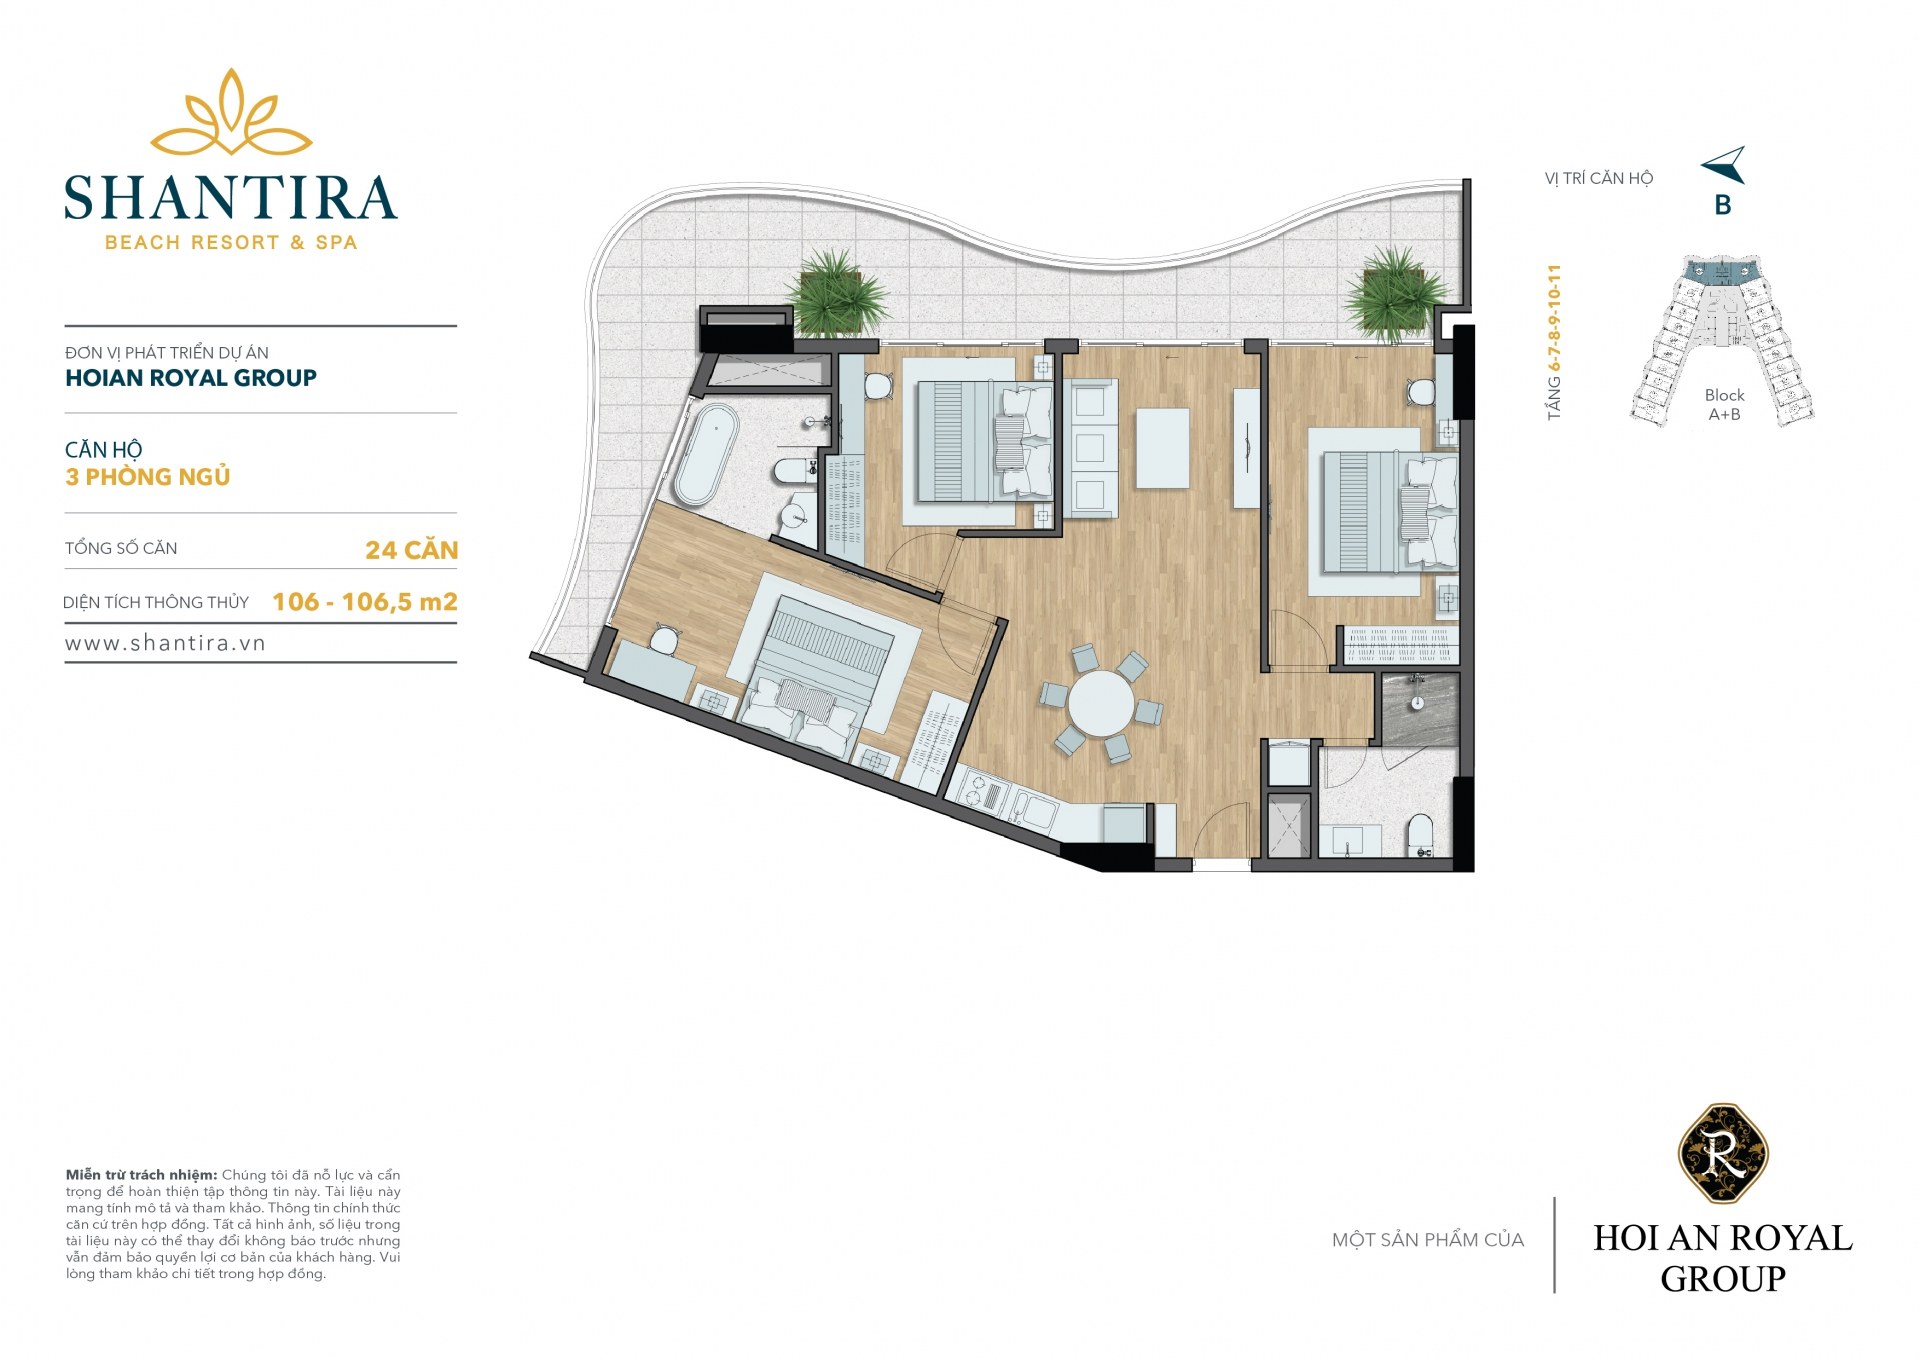 SHANTIRA
BEACH RESORT & SPA
ĐƠN VỊ PHÁT TRIỂN DỰ ÁN
HOIAN ROYAL GROUP
CĂN HỘ
3 PHÒNG NGỦ
TỔNG SỐ CĂN 24 CĂN
DIỆN TÍCH THÔNG THỦY 106 - 106,5 m2
www.shantira.vn
VỊ TRÍ CĂN HỘ
B
TẦNG 6-7-8-9-10-11
Block
A+B
Miễn trừ trách nhiệm: Chúng tôi đã nỗ lực và cẩn
trọng để hoàn thiện tập thông tin này. Tài liệu này
mang tính mô tả và tham khảo. Thông tin chính thức
căn cứ trên hợp đồng. Tất cả hình ảnh, số liệu trong
tài liệu này có thể thay đổi không báo trước nhưng
vẫn đảm bảo quyền lợi cơ bản của khách hàng. Vui
lòng tham khảo chi tiết trong hợp đồng.
MỘT SẢN PHẨM CỦA
R
HOI AN ROYAL
GROUP